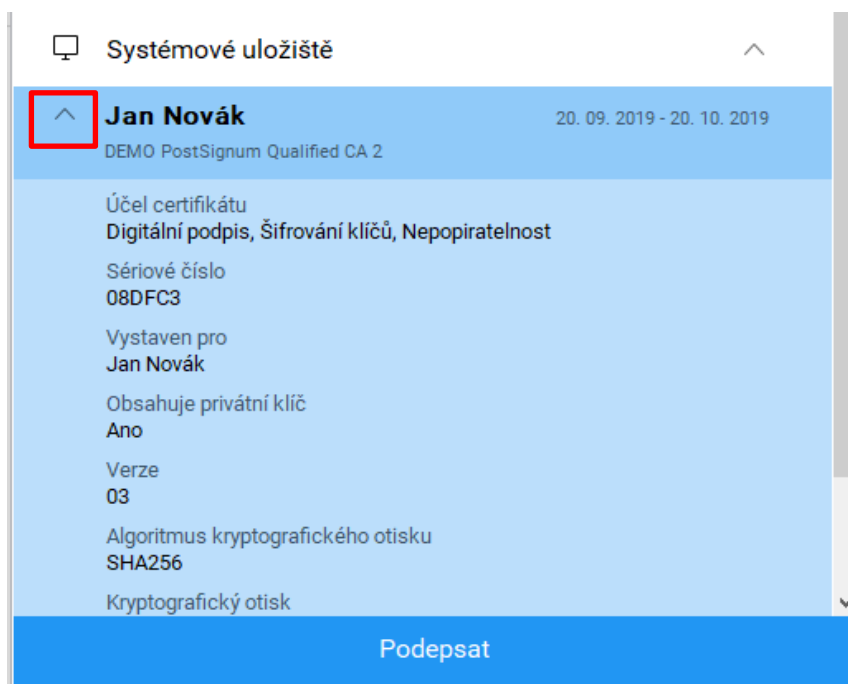 Systémové uložiště
Jan Novák 20. 09. 2019 - 20. 10. 2019
DEMO PostSignum Qualified CA 2
Účel certifikátu
Digitální podpis, Šifrování klíčů, Nepopiratelnost
Sériové číslo
08DFC3
Vystaven pro
Jan Novák
Obsahuje privátní klíč
Ano
Verze
03
Algoritmus kryptografického otisku
SHA256
Kryptografický otisk
Podepsat